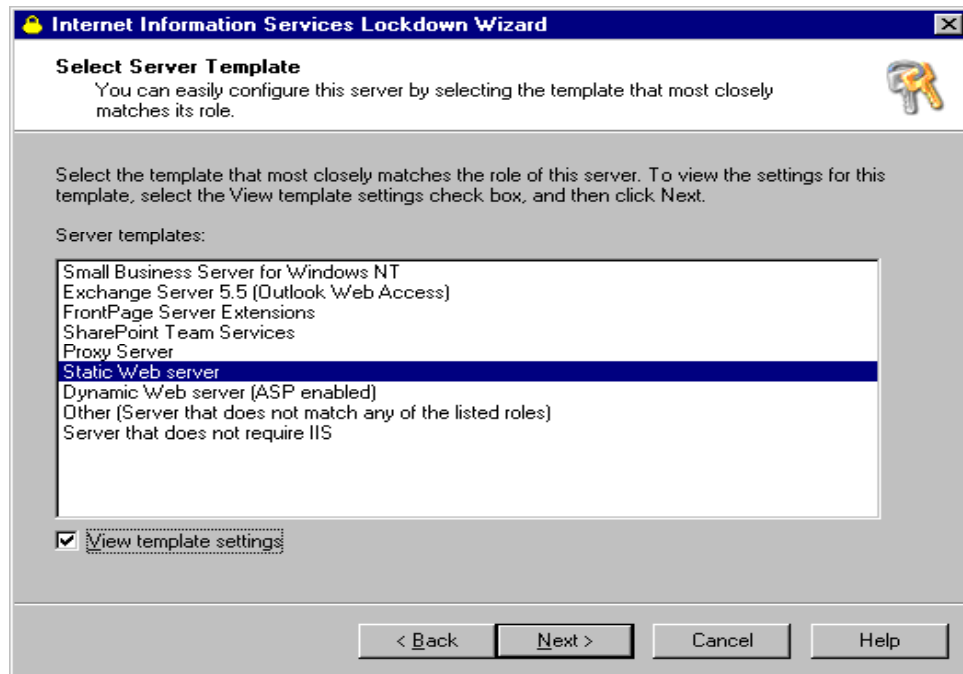 Internet Information Services Lockdown Wizard
Select Server Template
You can easily configure this server by selecting the template that most closely
matches its role.
Select the template that most closely matches the role of this server. To view the settings for this
template, select the View template settings check box, and then click Next.
Server templates:
Small Business Server for Windows NT
Exchange Server 5.5 (Outlook Web Access)
FrontPage Server Extensions
SharePoint Team Services
Proxy Server
Static Web server
Dynamic Web server (ASP enabled)
Other (Server that does not match any of the listed roles)
Server that does not require IIS
View template settings
< Back Next > Cancel Help